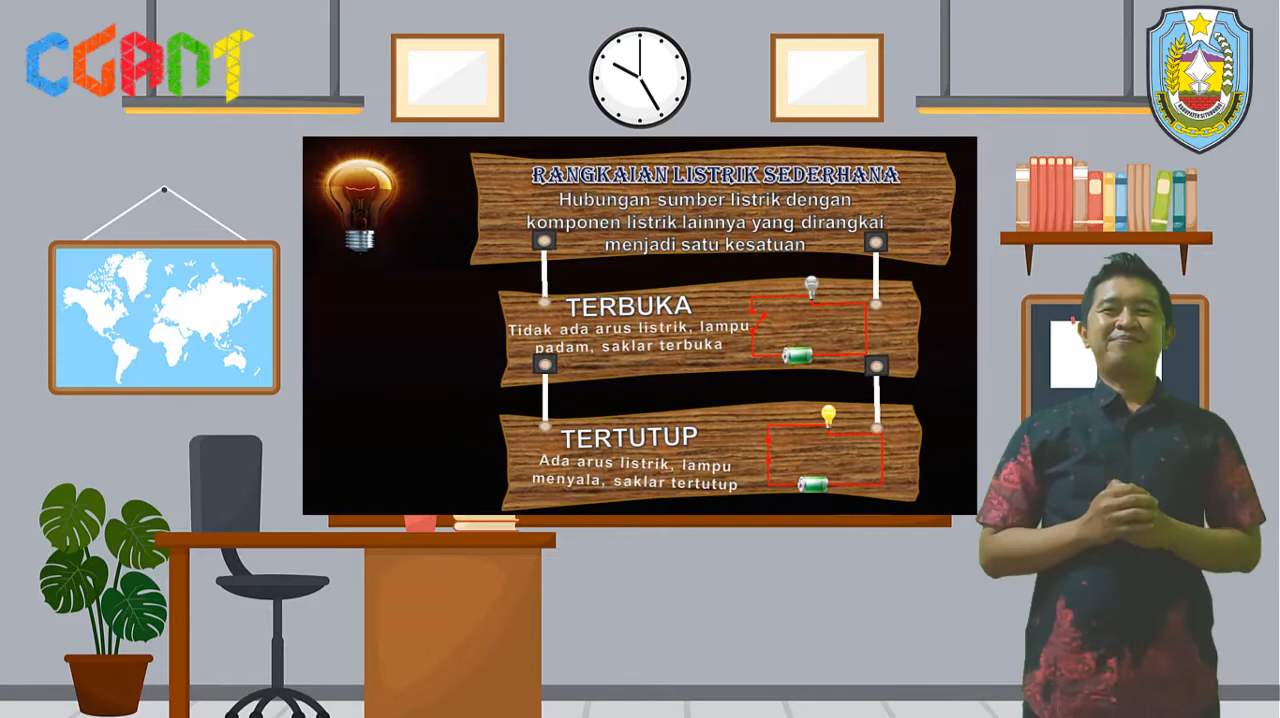 CGANT
RANGKAIAN LISTRIK SEDERHANA
Hubungan sumber listrik dengan
komponen listrik lainnya yang dirangkai
menjadi satu kesatuan
TERBUKA
Tidak ada arus listrik, lampu
padam, saklar terbuka
TERTUTUP
Ada arus listrik, lampu
menyala, saklar tertutup